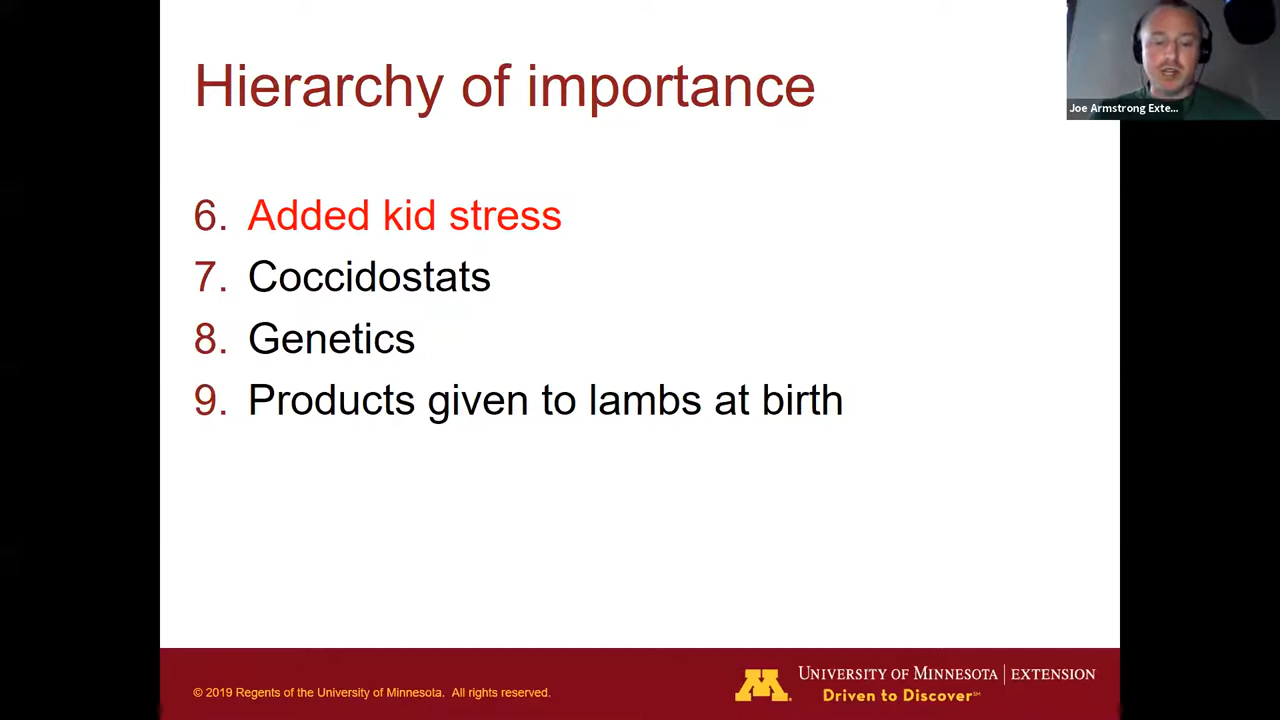 Hierarchy of importance
Joe Armstrong Exte...
6. Added kid stress
7. Coccidostats
8. Genetics
9. Products given to lambs at birth
© 2019 Regents of the University of Minnesota. All rights reserved.
M
UNIVERSITY OF MINNESOTA | EXTENSION
Driven to Discover℠